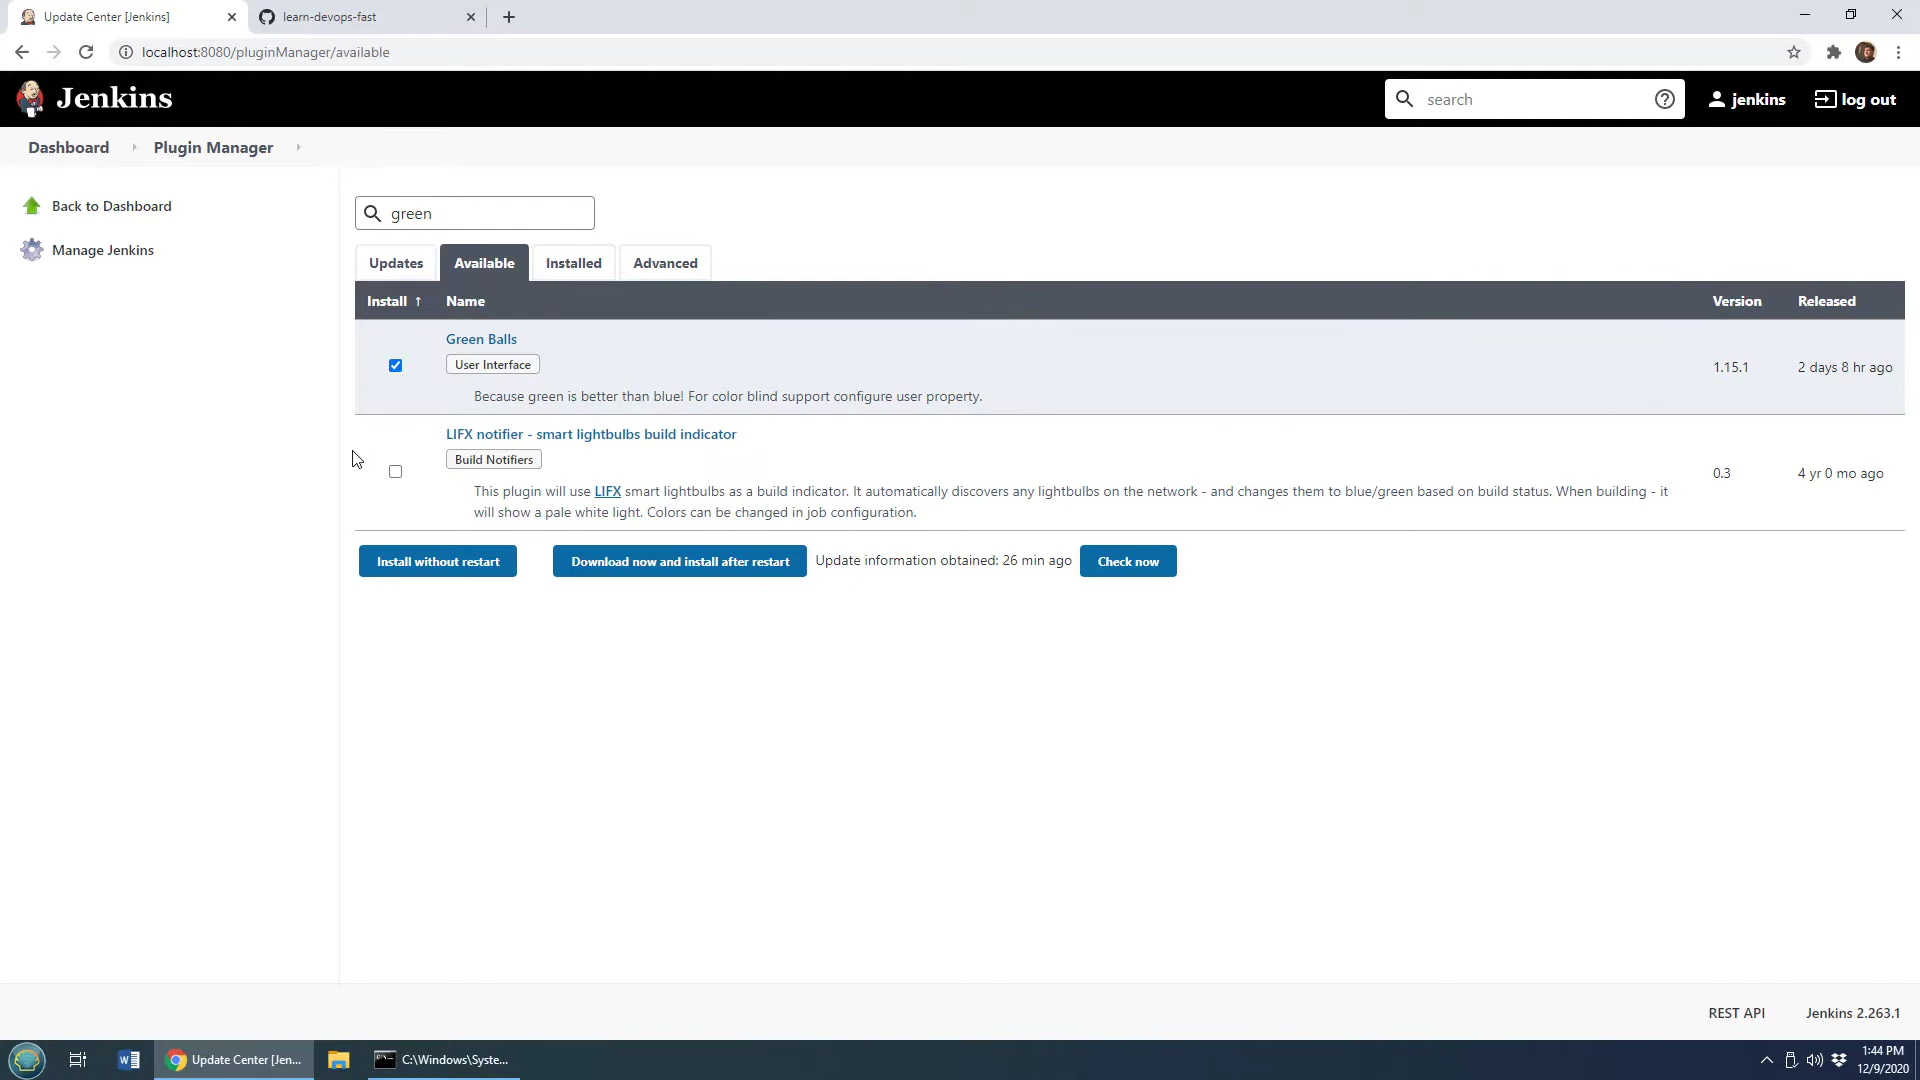 Update Center [Jenkins]
learn-devops-fast
localhost:8080/pluginManager/available
Jenkins
search
jenkins
log out
Dashboard
Plugin Manager
Back to Dashboard
Manage Jenkins
green
Updates
Available
Installed
Advanced
Install ↑
Name
Version
Released
Green Balls
User Interface
Because green is better than blue! For color blind support configure user property.
1.15.1
2 days 8 hr ago
LIFX notifier - smart lightbulbs build indicator
Build Notifiers
This plugin will use LIFX smart lightbulbs as a build indicator. It automatically discovers any lightbulbs on the network - and changes them to blue/green based on build status. When building - it
will show a pale white light. Colors can be changed in job configuration.
0.3
4 yr 0 mo ago
Install without restart
Download now and install after restart
Update information obtained: 26 min ago
Check now
REST API
Jenkins 2.263.1
Update Center [Jen...
C:\Windows\Syste...
1:44 PM
12/9/2020